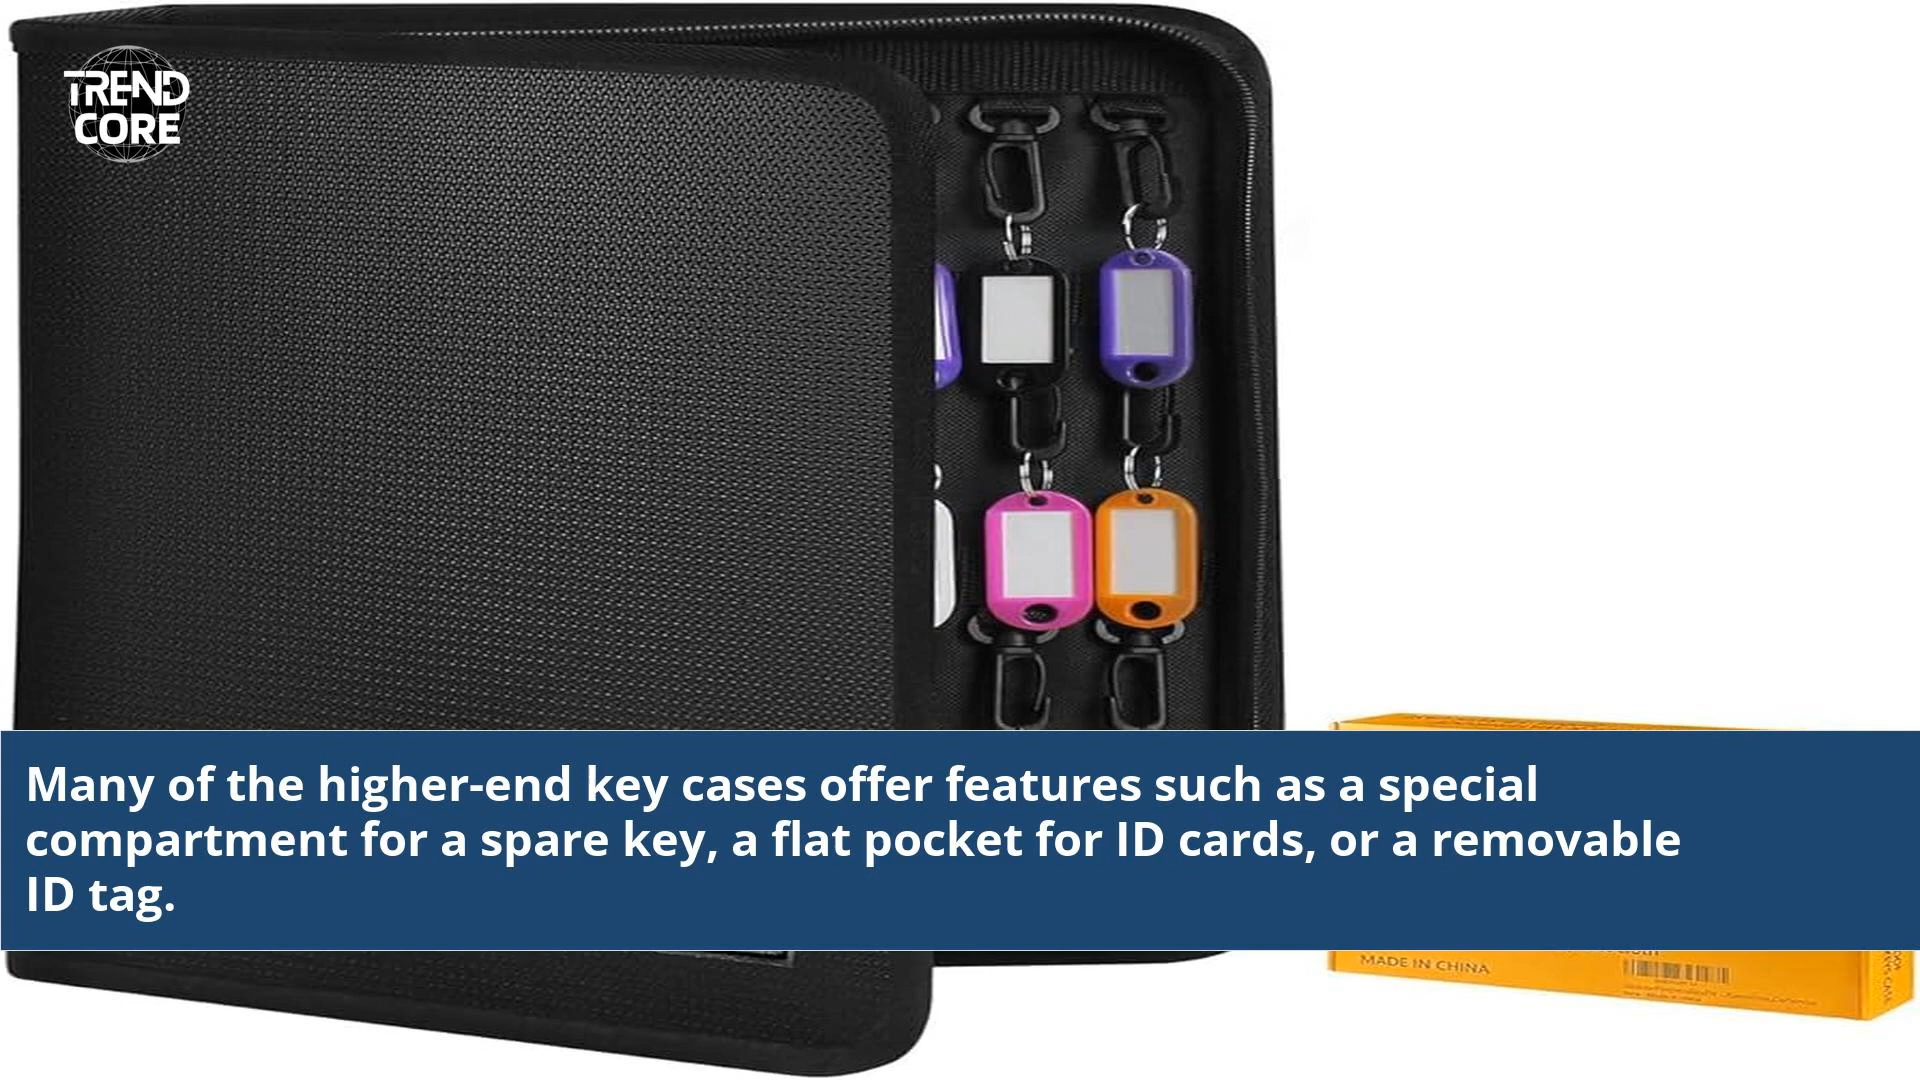 TREND
CORE
Many of the higher-end key cases offer features such as a special
compartment for a spare key, a flat pocket for ID cards, or a removable
ID tag.
MADE IN CHINA